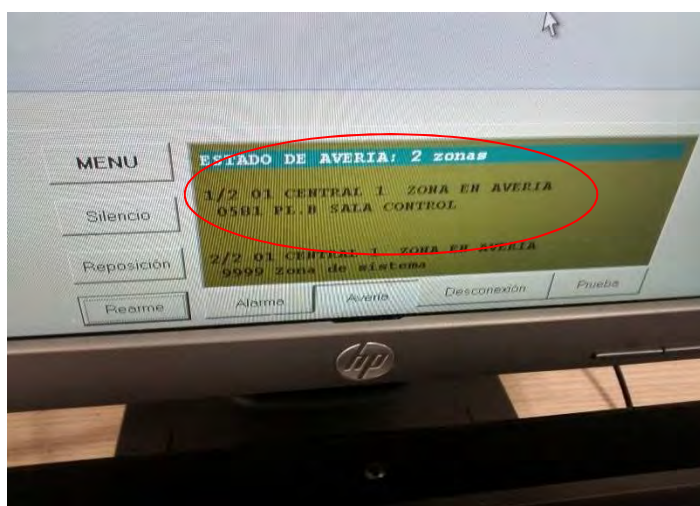 MENU
Silencio
Reposición
Rearme
ESTADO DE AVERIA: 2 zonas
1/2 01 CENTRAL 1 ZONA EN AVERIA
0581 PL.B SALA CONTROL
2/2 01 CENTRAL 1 ZONA EN AVERIA
9999 Zona de sistema
Alarma
Avería
Desconexión
Prueba
hp